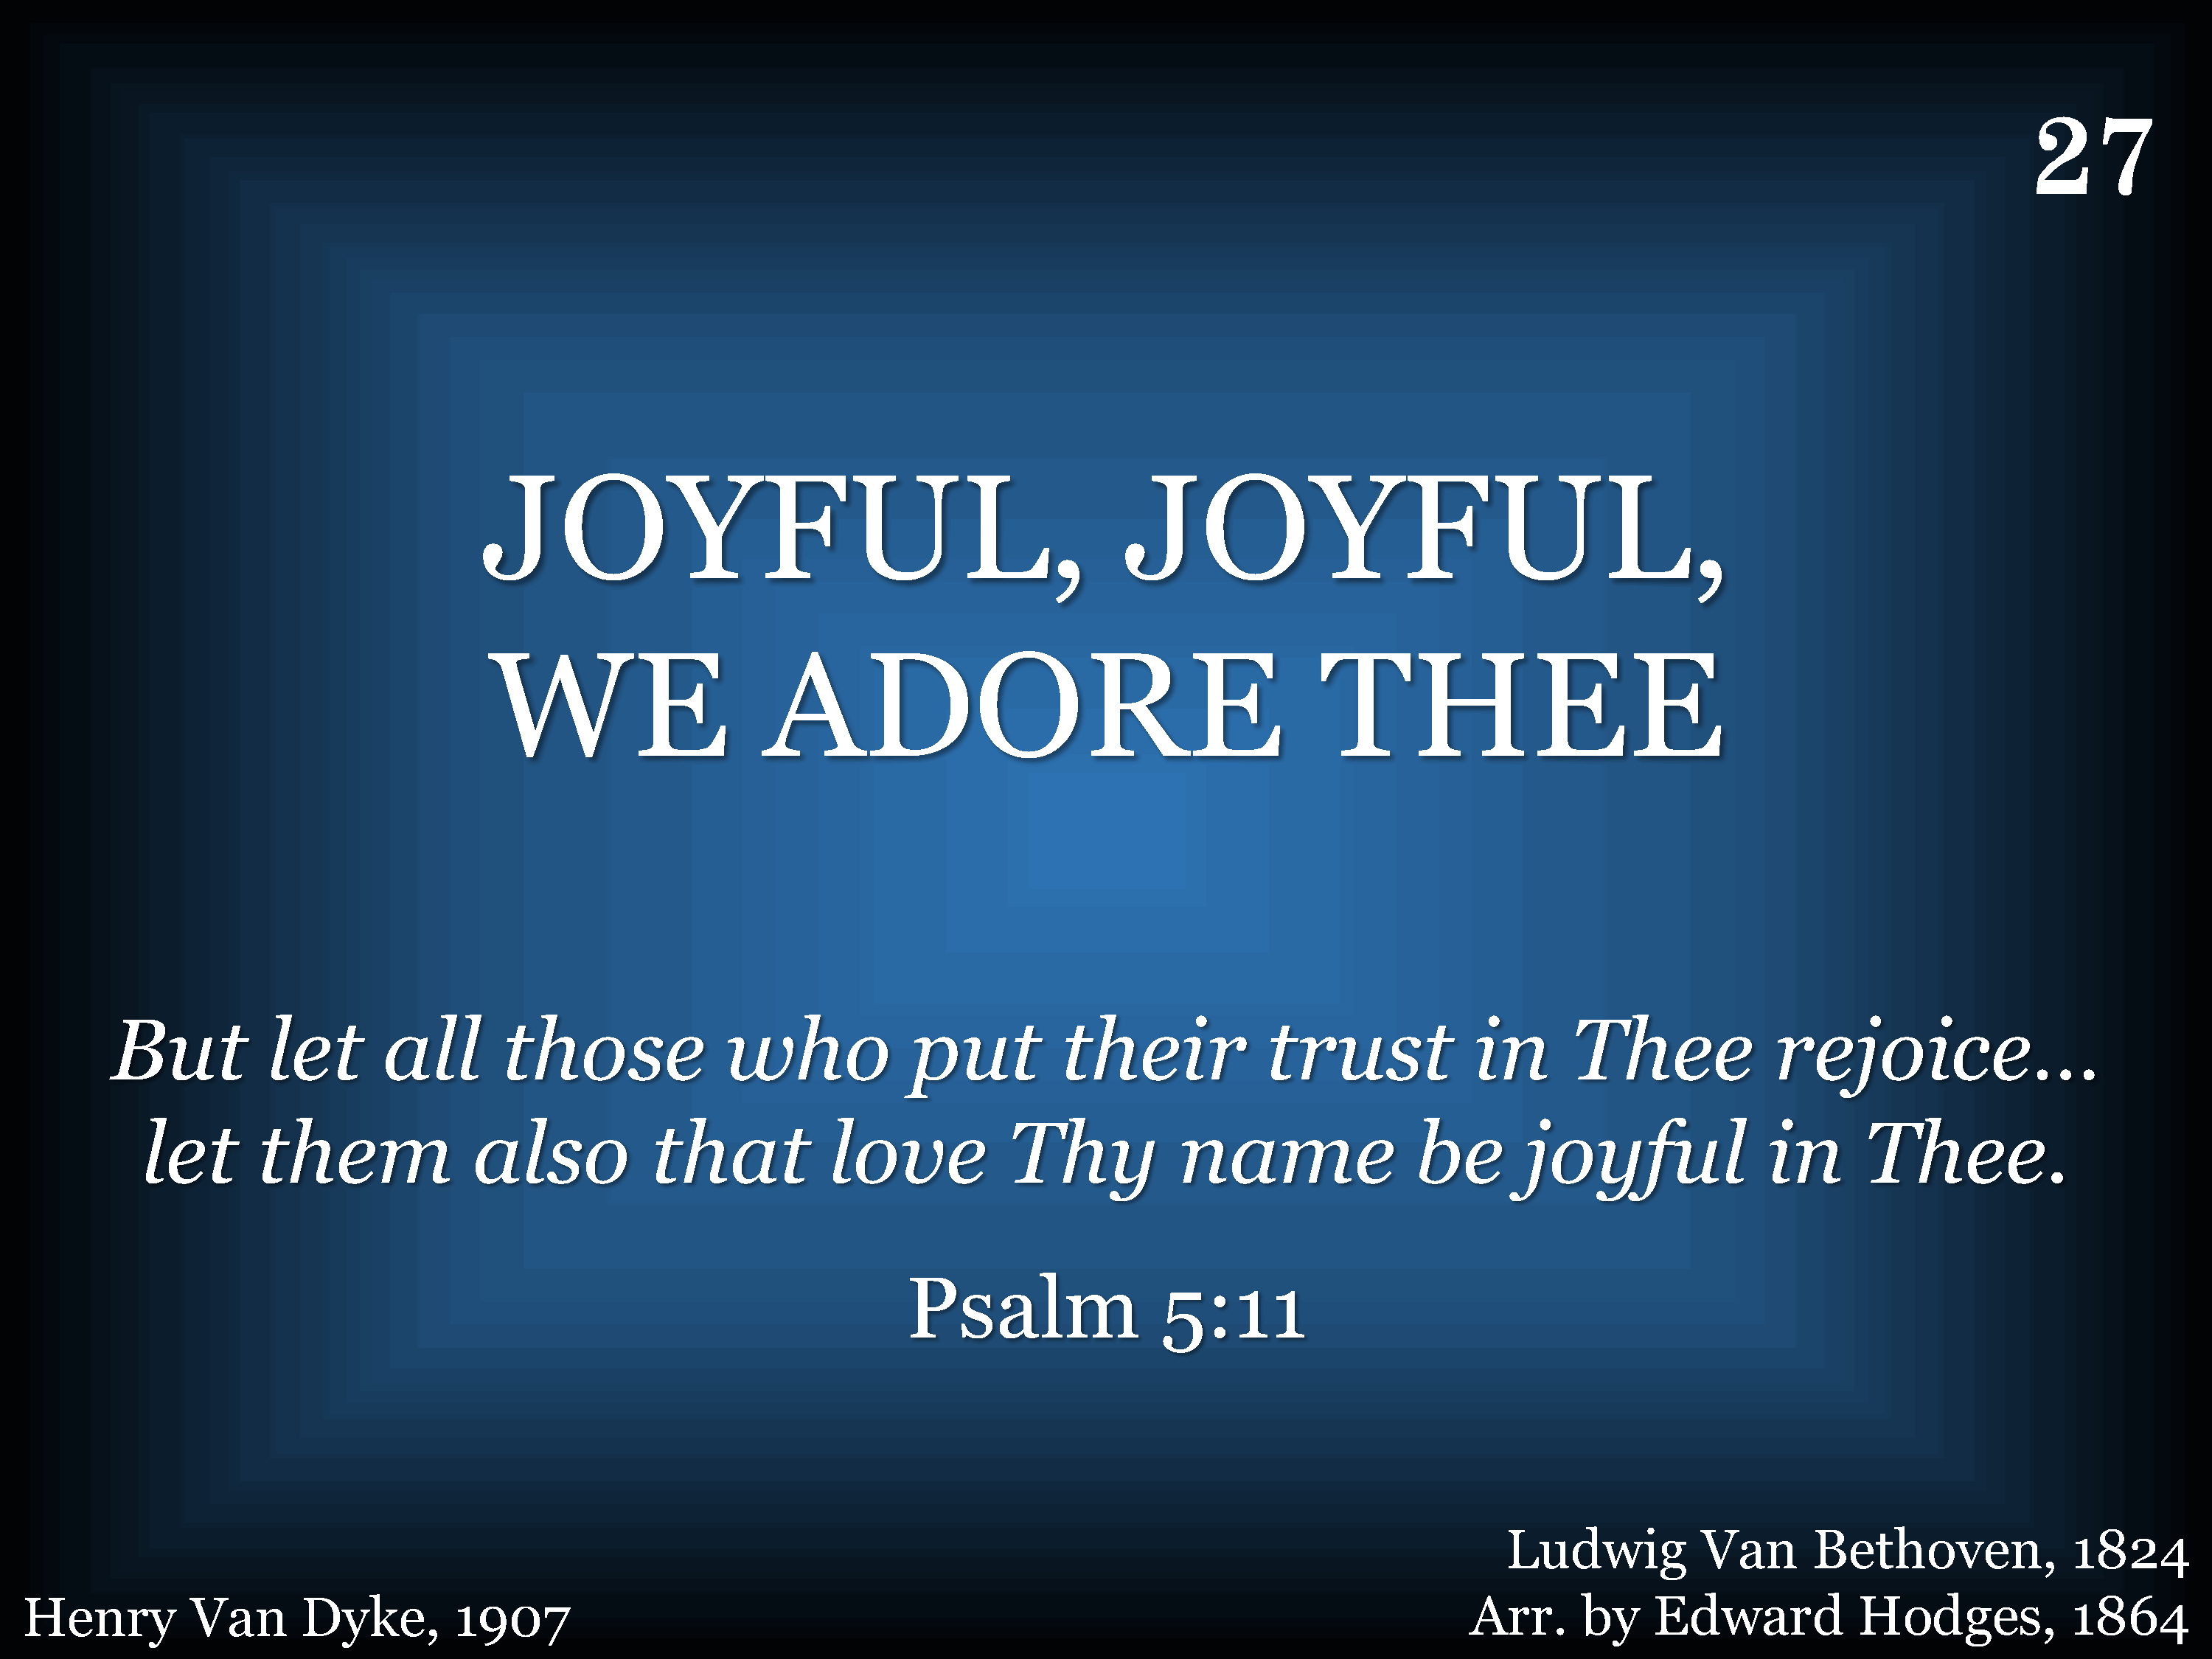 27
JOYFUL, JOYFUL,
WE ADORE THEE
But let all those who put their trust in Thee rejoice...
let them also that love Thy name be joyful in Thee.
Psalm 5:11
Ludwig Van Bethoven, 1824
Henry Van Dyke, 1907
Arr. by Edward Hodges, 1864